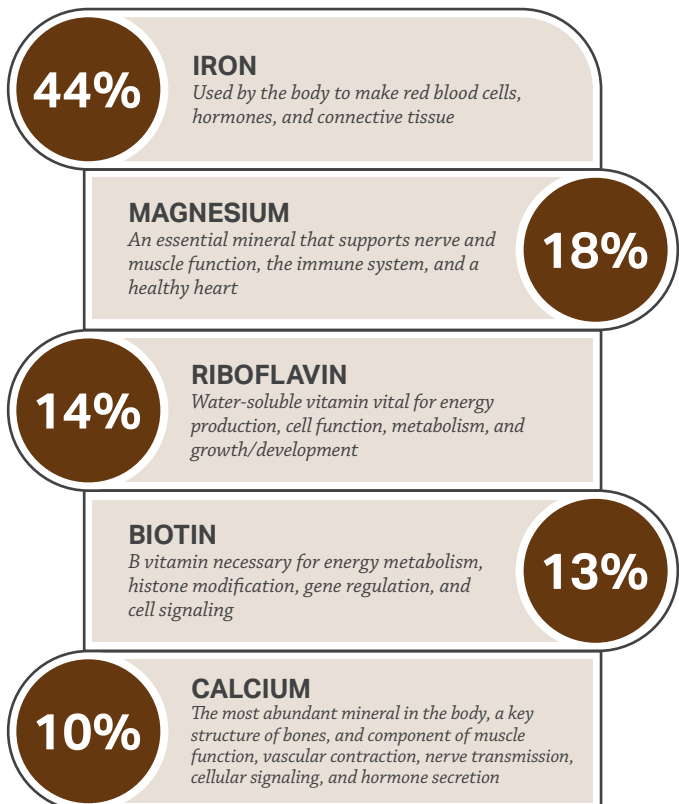 44%
IRON
Used by the body to make red blood cells,
hormones, and connective tissue
MAGNESIUM
An essential mineral that supports nerve and
muscle function, the immune system, and a
healthy heart
18%
14%
RIBOFLAVIN
Water-soluble vitamin vital for energy
production, cell function, metabolism, and
growth/development
BIOTIN
B vitamin necessary for energy metabolism,
histone modification, gene regulation, and
cell signaling
13%
10%
CALCIUM
The most abundant mineral in the body, a key
structure of bones, and component of muscle
function, vascular contraction, nerve transmission,
cellular signaling, and hormone secretion